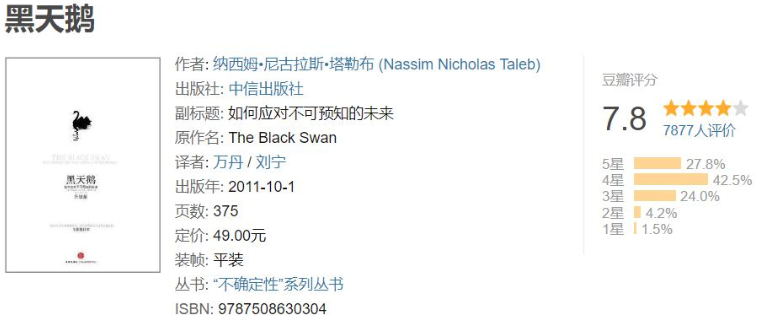 黑天鹅
作者: 纳西姆•尼古拉斯•塔勒布 (Nassim Nicholas Taleb)
出版社: 中信出版社
副标题: 如何应对不可预知的未来
原作名: The Black Swan
译者: 万丹 / 刘宁
出版年: 2011-10-1
页数: 375
定价: 49.00元
装帧: 平装
丛书: “不确定性”系列丛书
ISBN: 9787508630304
豆瓣评分
7.8
7877人评价
5星 27.8%
4星 42.5%
3星 24.0%
2星 4.2%
1星 1.5%
THE BLACK SWAN
黑天鹅